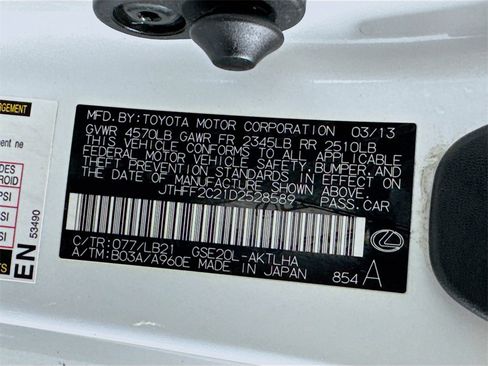 MFD. BY: TOYOTA MOTOR CORPORATION 03/13
GVWR 4570LB GAWR FR 2345LB RR 2510LB
THIS VEHICLE CONFORMS TO ALL APPLICABLE
FEDERAL MOTOR VEHICLE SAFETY, BUMPER, AND
THEFT PREVENTION STANDARDS IN EFFECT ON
THE DATE OF MANUFACTURE SHOWN ABOVE.
JTHFF2C21D2528589 PASS.CAR
C/TR: 077/LB21 GSE20L-AKTLHA
A/TM: B03A/A960E MADE IN JAPAN 854 A
EN
53490
PSI
PSI